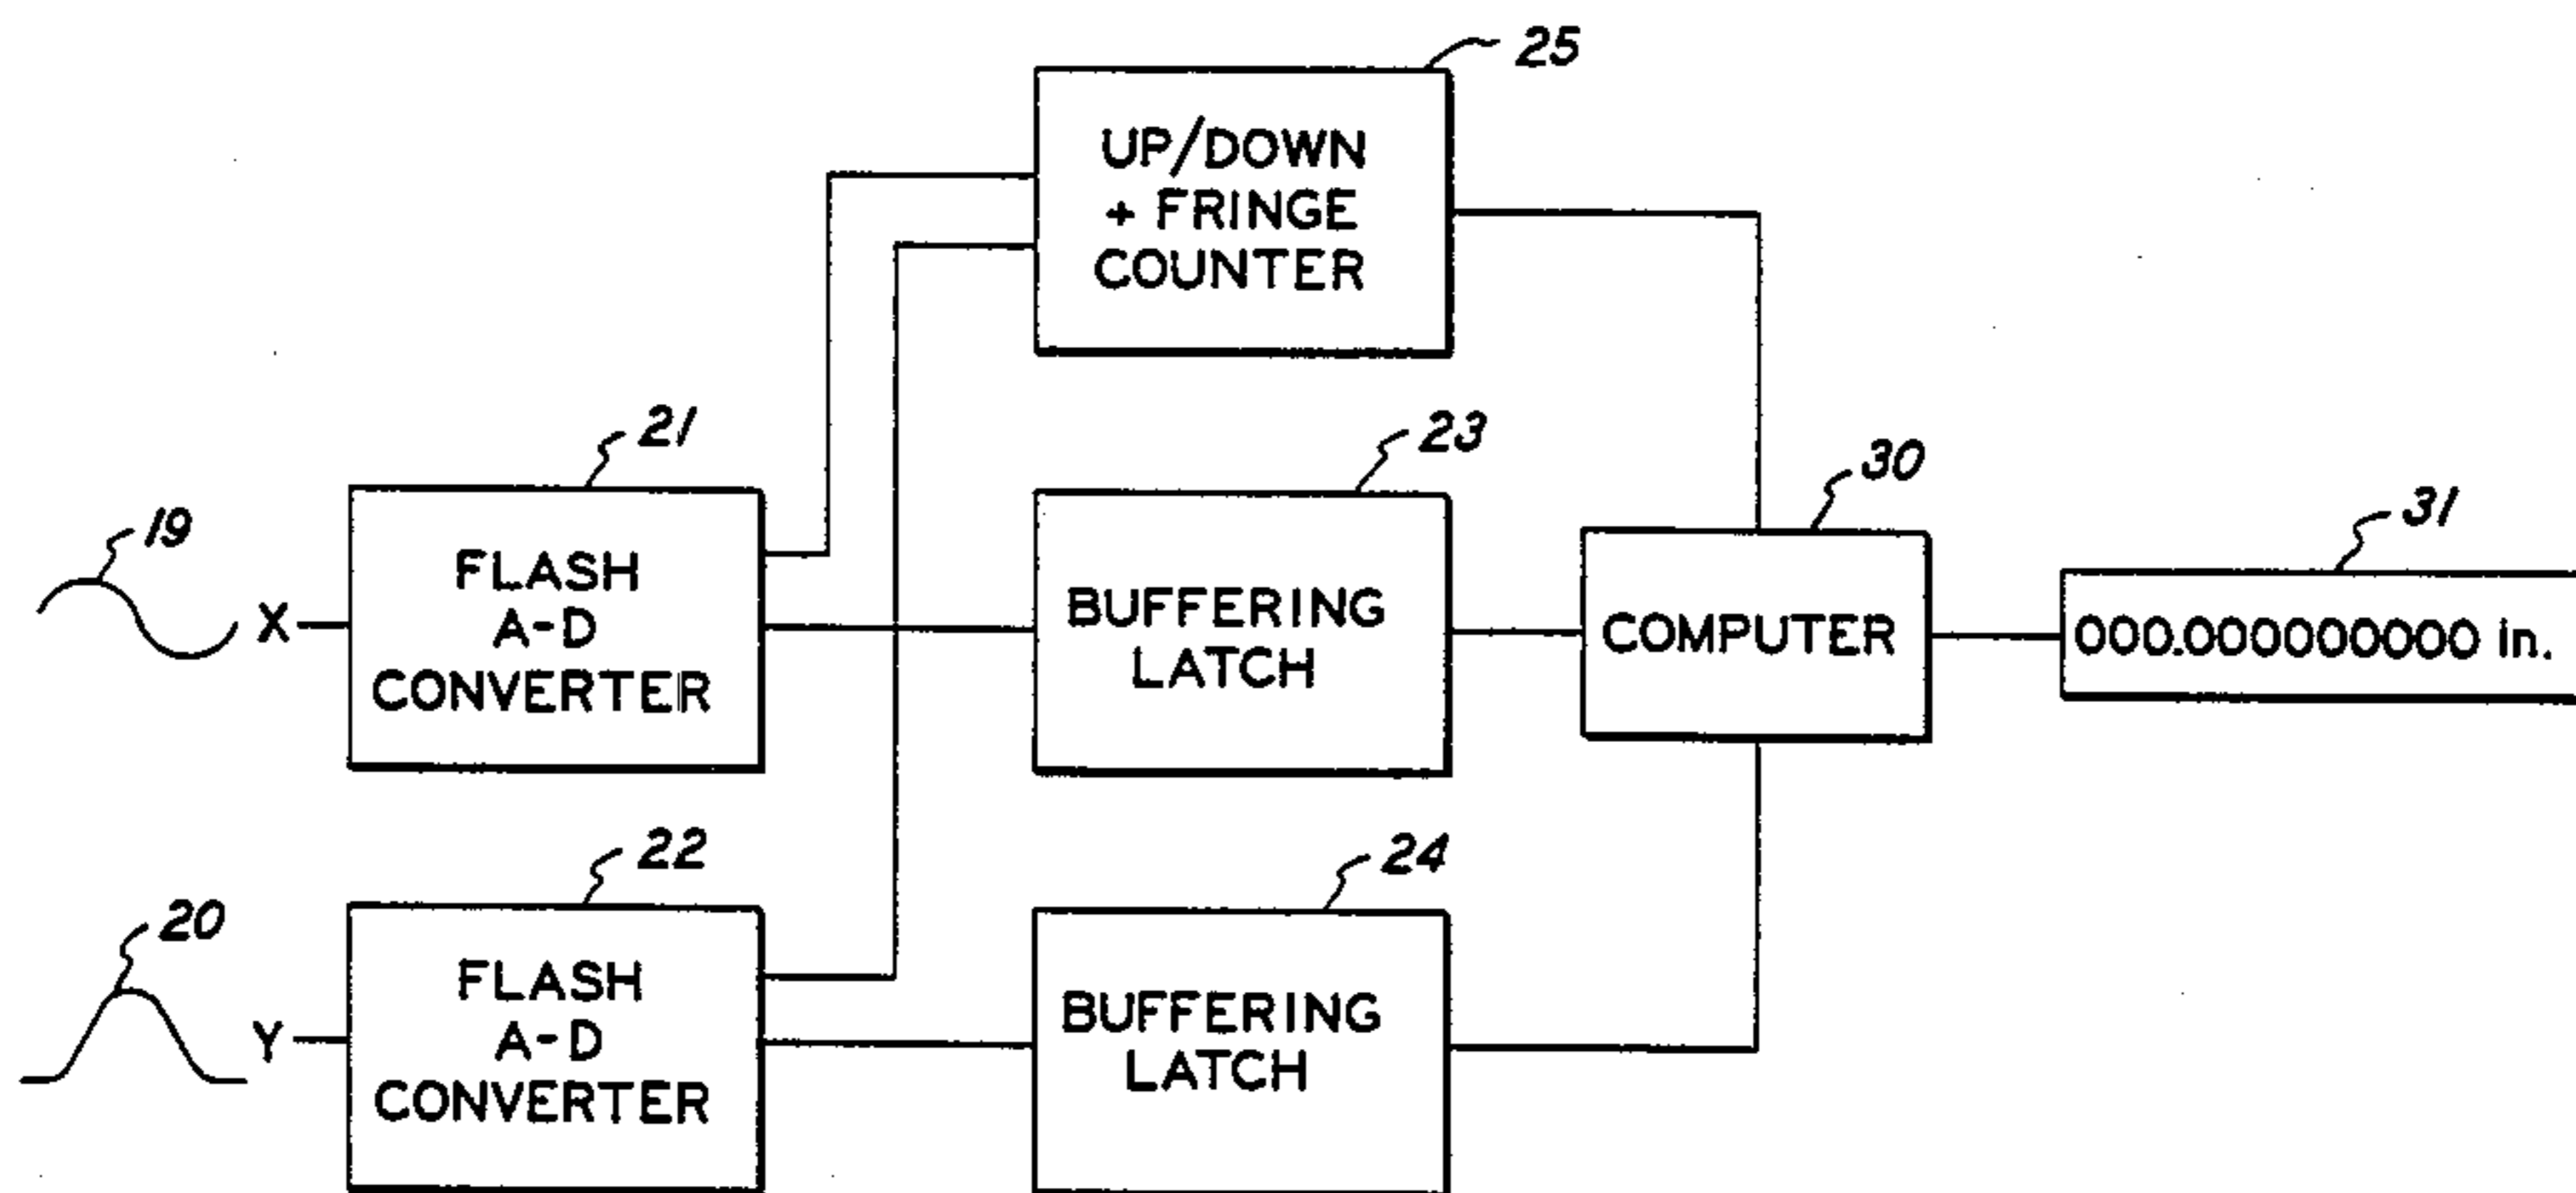 25
UP/DOWN
+ FRINGE
COUNTER
21
23
30
31
19
X
FLASH
A-D
CONVERTER
BUFFERING
LATCH
COMPUTER
000.000000000 in.
22
24
20
Y
FLASH
A-D
CONVERTER
BUFFERING
LATCH